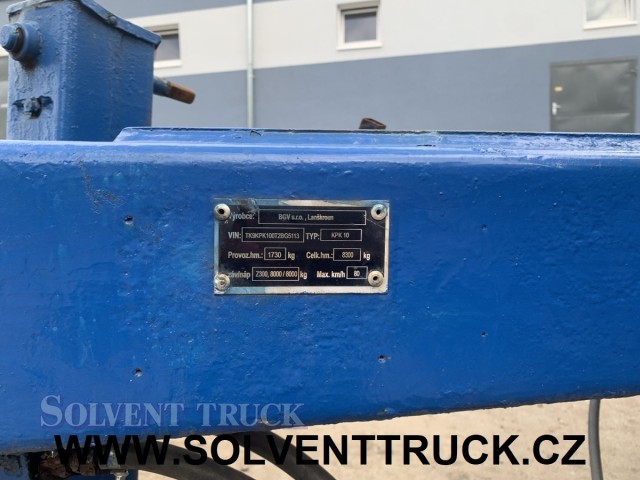 Výrobce: BGV s.r.o., Lanškroun
VIN: TK9KPK100T2BG5113 TYP: KPK 10
Provoz.hm.: 1730 kg Celk.hm.: 8300 kg
2300, 8000 / 8000 kg Max. km/h 80
SOLVENT TRUCK
WWW.SOLVENTTRUCK.CZ